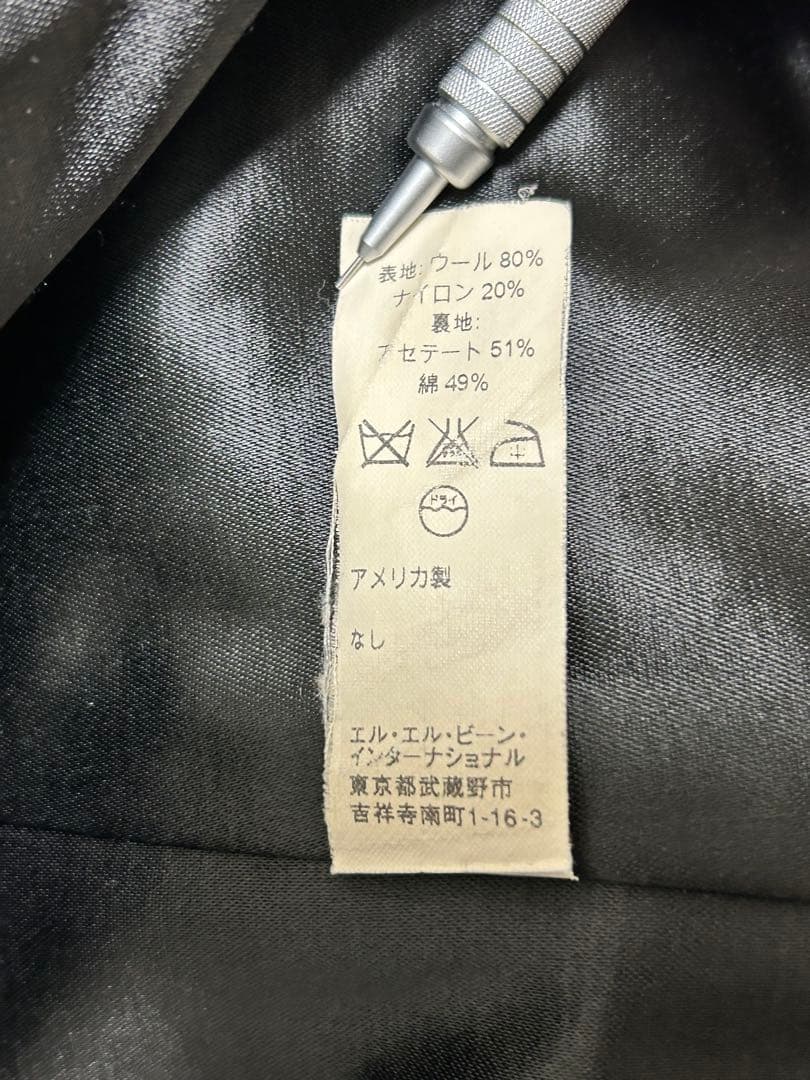 表地: ウール 80%
ナイロン 20%
裏地:
アセテート 51%
綿 49%
ドライ
アメリカ製
なし
エル・エル・ビーン・
インターナショナル
東京都武蔵野市
吉祥寺南町1-16-3